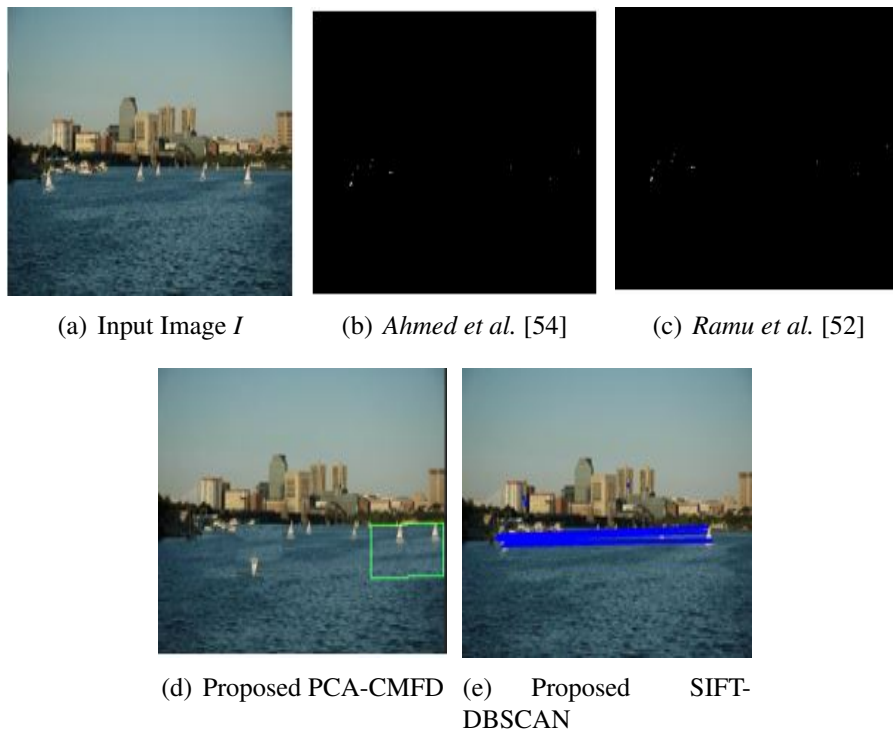 (a) Input Image I
(b) Ahmed et al. [54]
(c) Ramu et al. [52]
(d) Proposed PCA-CMFD
(e) Proposed SIFT-
DBSCAN